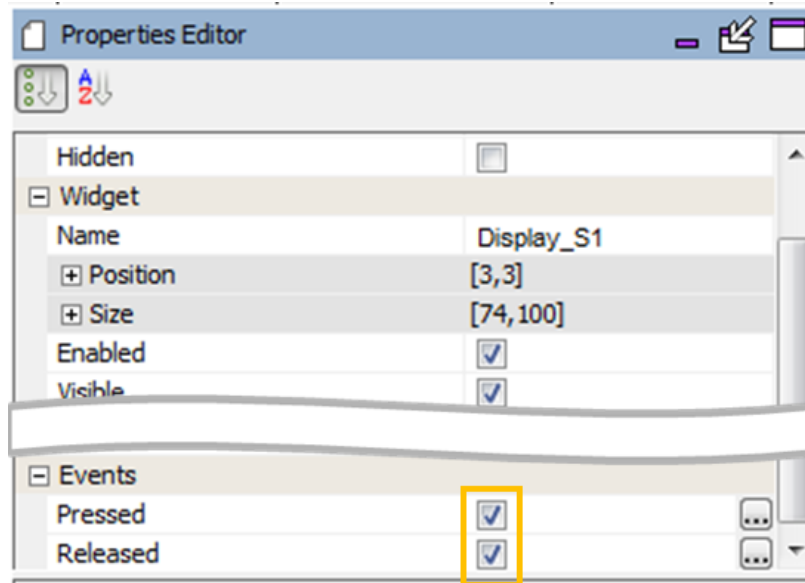 Properties Editor
Hidden
Widget
Name Display_S1
Position [3,3]
Size [74,100]
Enabled
Visible
Events
Pressed ...
Released ...